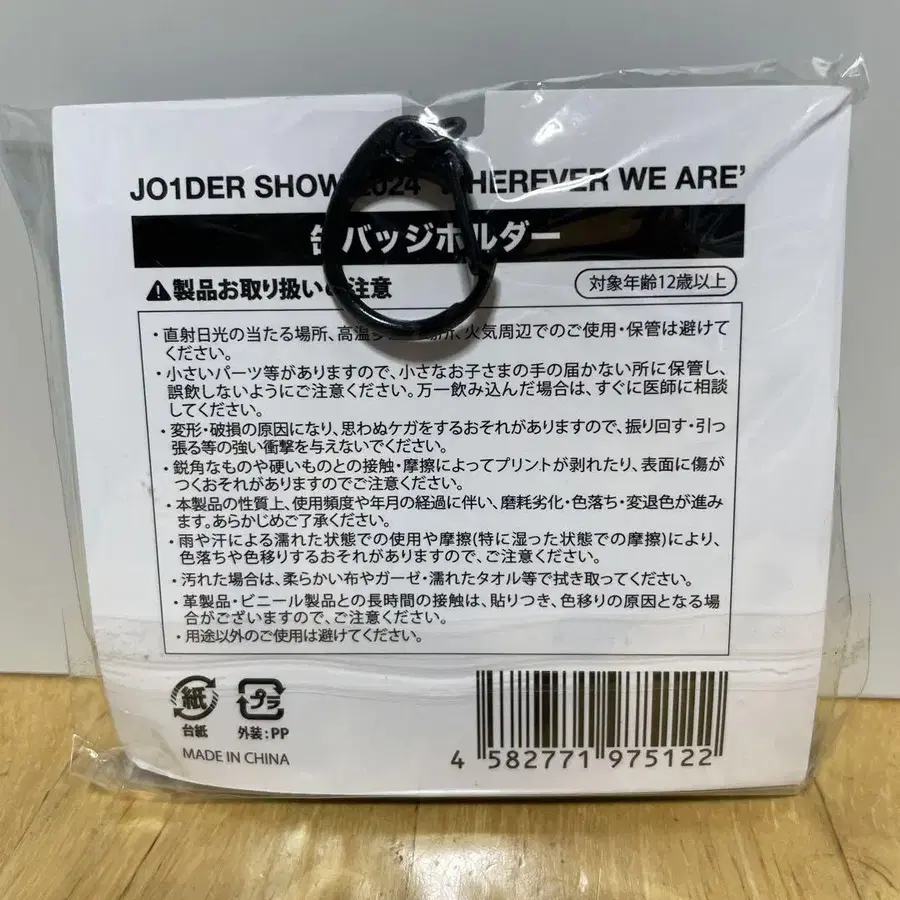 JO1DER SHOW 2024 'WHEREVER WE ARE'
缶バッジホルダー
製品お取り扱い 注意
対象年齢12歳以上
・直射日光の当たる場所、高温多 場所、火気周辺でのご使用・保管は避けて
ください。
・小さいパーツ等がありますので、小さなお子さまの手の届かない所に保管し、
誤飲しないようにご注意ください。万一飲み込んだ場合は、すぐに医師に相談
してください。
・変形・破損の原因になり、思わぬケガをするおそれがありますので、振り回す・引っ
張る等の強い衝撃を与えないでください。
・鋭角なものや硬いものとの接触・摩擦によってプリントが剥れたり、表面に傷が
つくおそれがありますのでご注意ください。
・本製品の性質上、使用頻度や年月の経過に伴い、磨耗劣化・色落ち・変退色が進み
ます。あらかじめご了承ください。
・雨や汗による濡れた状態での使用や摩擦(特に湿った状態での摩擦)により、
色落ちや色移りするおそれがありますので、ご注意ください。
・汚れた場合は、柔らかい布やガーゼ・濡れたタオル等で拭き取ってください。
・革製品・ビニール製品との長時間の接触は、貼りつき、色移りの原因となる場
合がございますので、ご注意ください。
・用途以外のご使用は避けてください。
紙
プラ
台紙
外装:PP
MADE IN CHINA
4 582771 975122